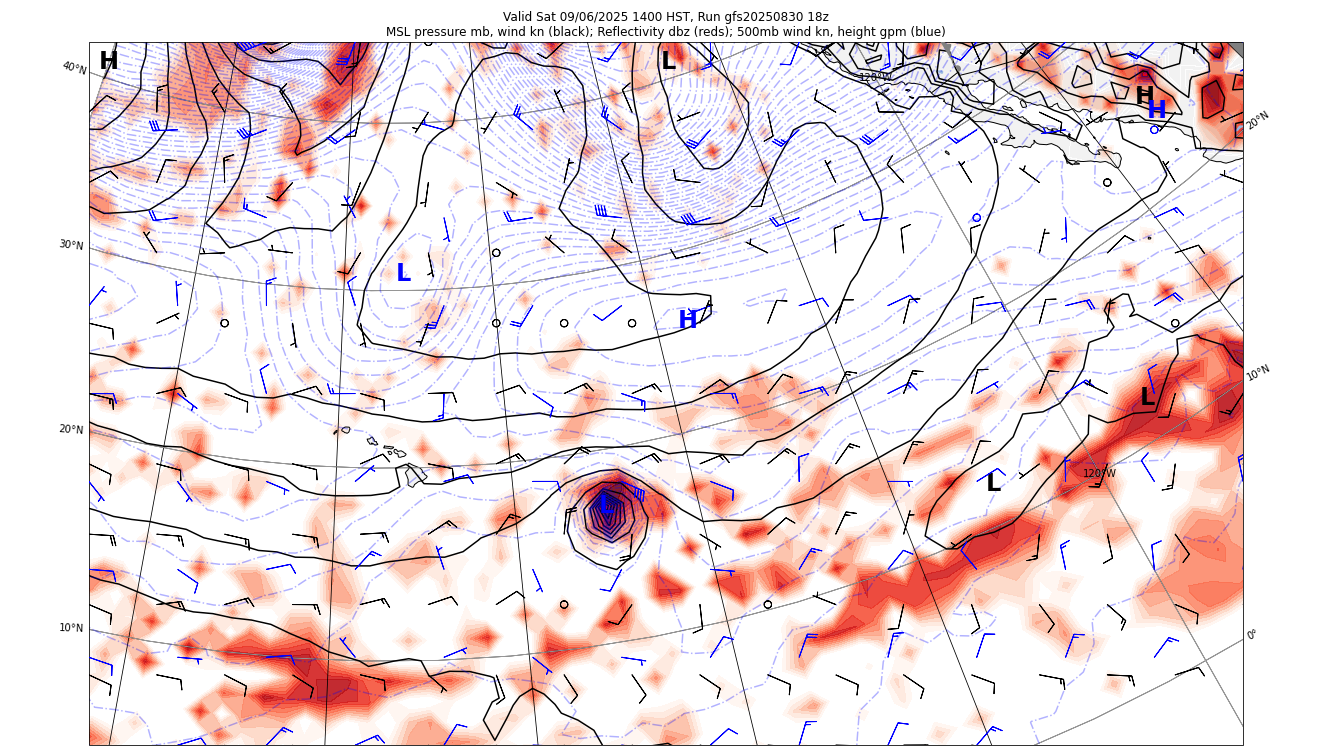 Valid Sat 09/06/2025 1400 HST, Run gfs20250830 18z
MSL pressure mb, wind kn (black); Reflectivity dbz (reds); 500mb wind kn, height gpm (blue)
H
L
40°N
120°W
H
H
20°N
30°N
L
H
10°N
L
20°N
120°W
L
L
10°N
0°